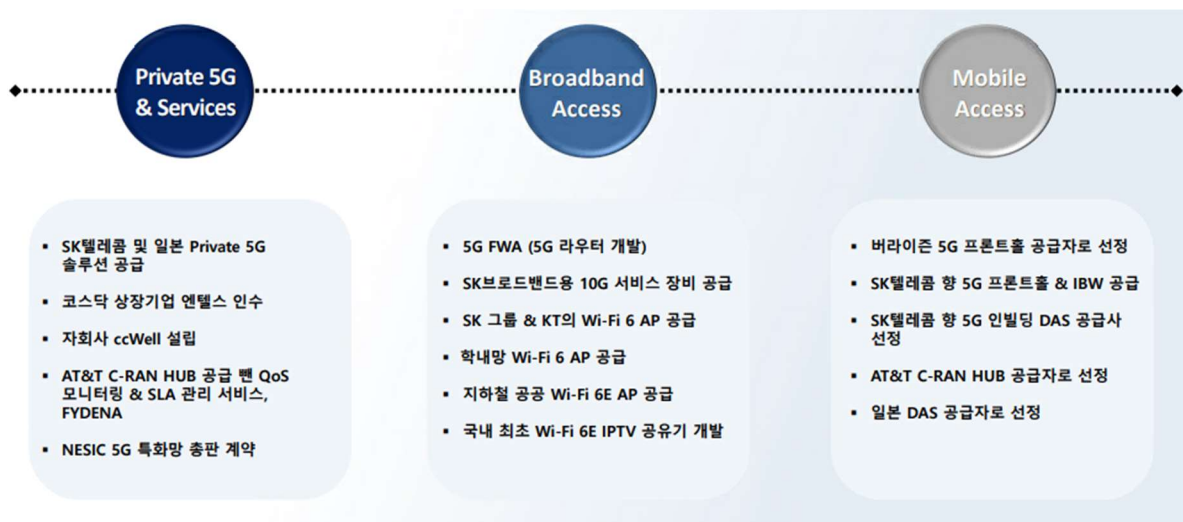 Private 5G
& Services
Broadband
Access
Mobile
Access
▪ SK텔레콤 및 일본 Private 5G
솔루션 공급
▪ 코스닥 상장기업 엔텔스 인수
▪ 자회사 ccWell 설립
▪ AT&T C-RAN HUB 공급 뺀 QoS
모니터링 & SLA 관리 서비스,
FYDENA
▪ NESIC 5G 특화망 총판 계약
▪ 5G FWA (5G 라우터 개발)
▪ SK브로드밴드용 10G 서비스 장비 공급
▪ SK 그룹 & KT의 Wi-Fi 6 AP 공급
▪ 학내망 Wi-Fi 6 AP 공급
▪ 지하철 공공 Wi-Fi 6E AP 공급
▪ 국내 최초 Wi-Fi 6E IPTV 공유기 개발
▪ 버라이즌 5G 프론트홀 공급자로 선정
▪ SK텔레콤 향 5G 프론트홀 & IBW 공급
▪ SK텔레콤 향 5G 인빌딩 DAS 공급사
선정
▪ AT&T C-RAN HUB 공급자로 선정
▪ 일본 DAS 공급자로 선정